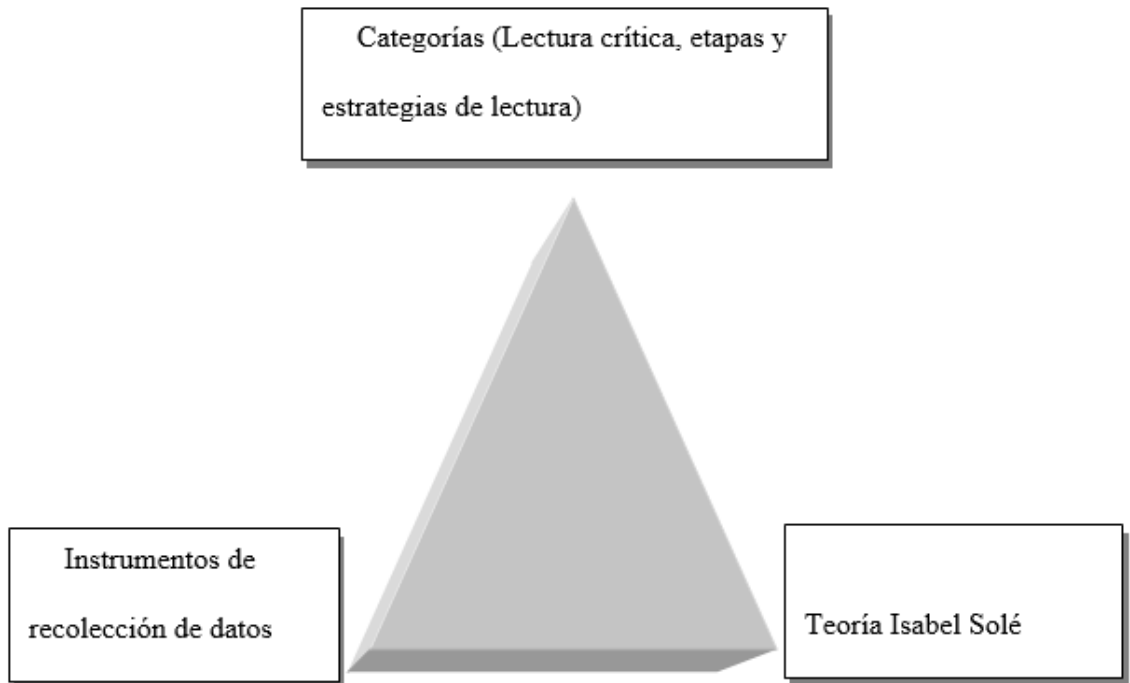 Categorías (Lectura crítica, etapas y
estrategias de lectura)
Instrumentos de
recolección de datos
Teoría Isabel Solé